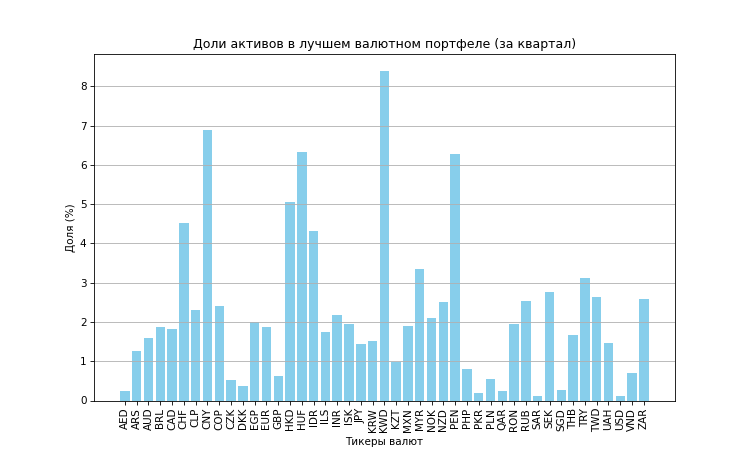 Доли активов в лучшем валютном портфеле (за квартал)
Доля (%)
8
7
6
5
4
3
2
1
0
AED ARS AUD BRL CAD CHF CLP CNY COP CZK DKK EGP EUR GBP HKD HUF IDR ILS INR ISK JPY KRW KWD KZT MXN MYR NOK NZD PEN PHP PKR PLN QAR RON RUB SAR SEK SGD THB TRY TWD UAH USD VND ZAR
Тикеры валют